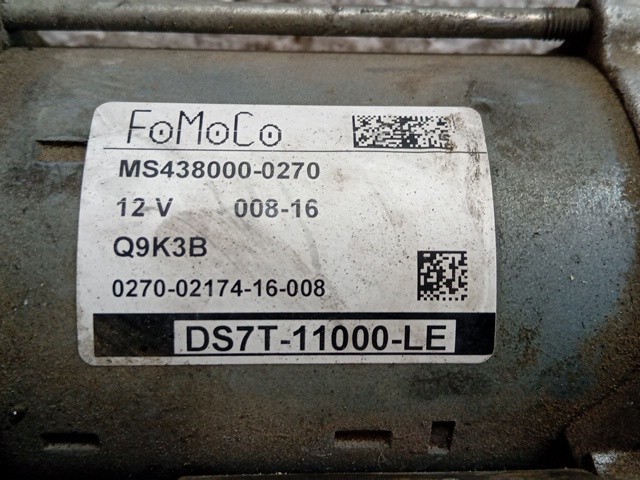 FoMoCo
MS438000-0270
12 V 008-16
Q9K3B
0270-02174-16-008
DS7T-11000-LE